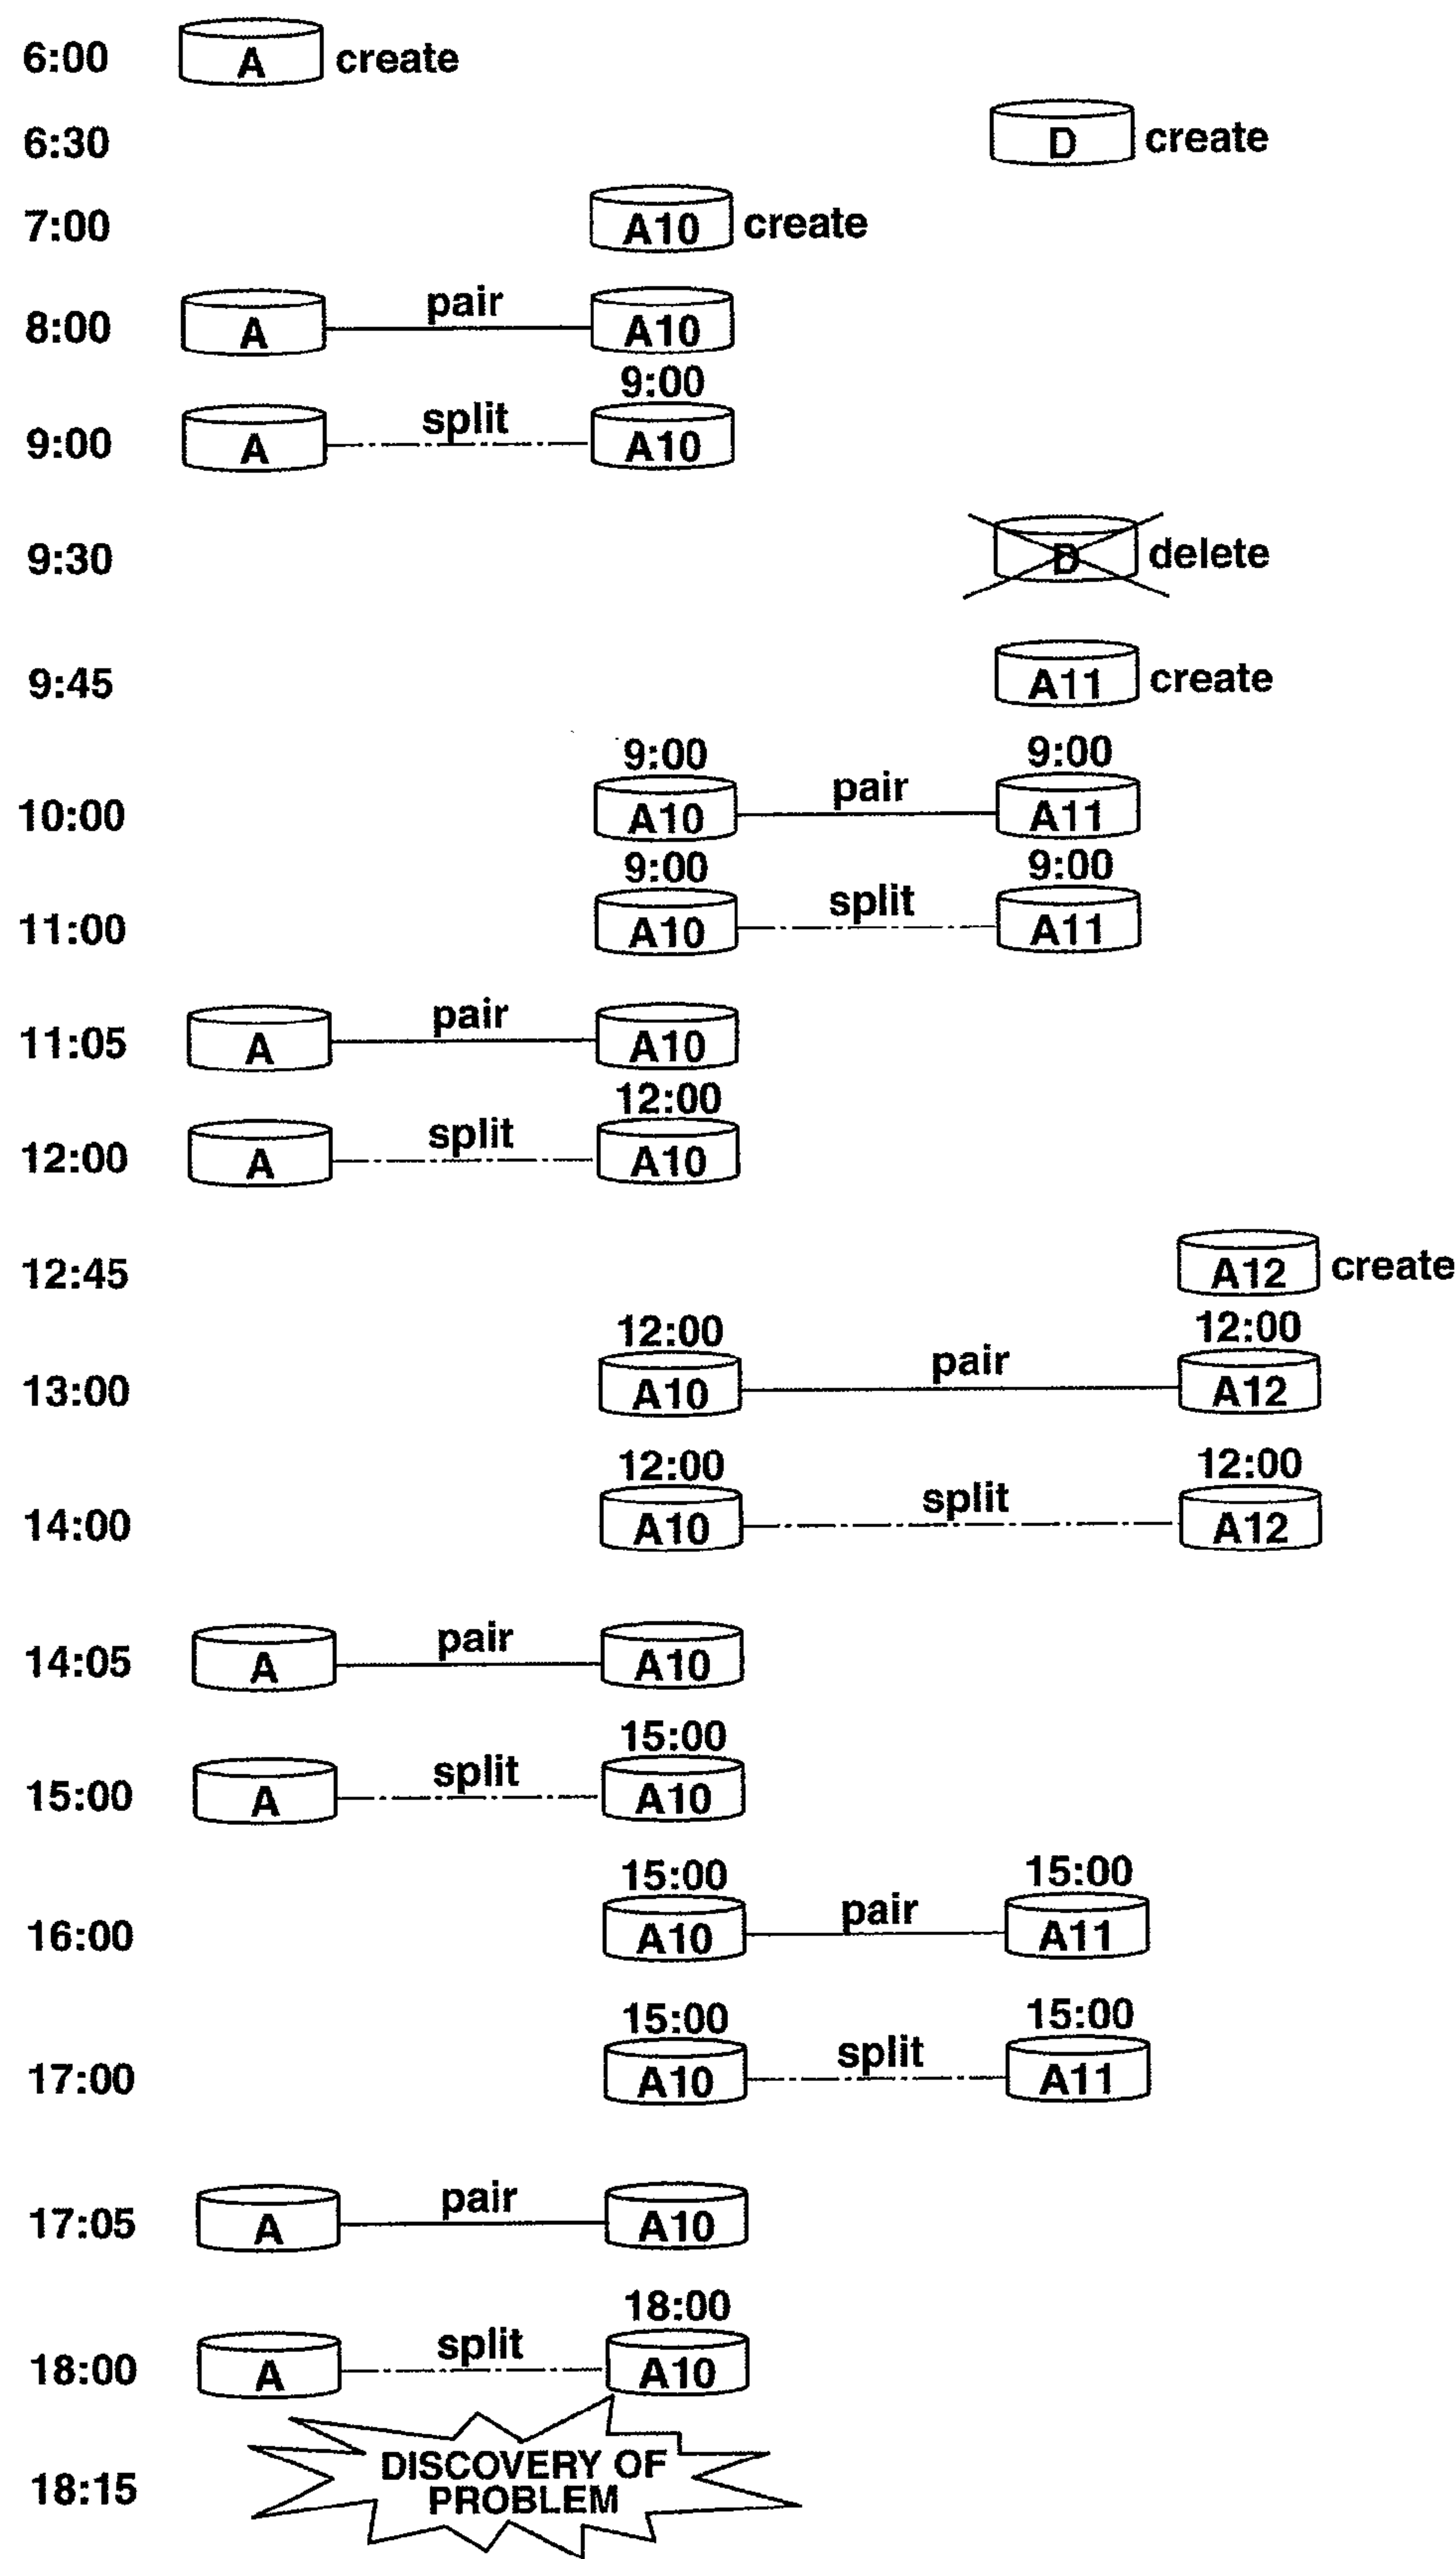 6:00 A create
6:30 D create
7:00 A10 create
pair
8:00 A A10
9:00
split
9:00 A A10
9:30 D delete
9:45 A11 create
9:00 9:00
pair
10:00 A10 A11
9:00 9:00
split
11:00 A10 A11
pair
11:05 A A10
12:00
split
12:00 A A10
12:45 A12 create
12:00 12:00
pair
13:00 A10 A12
12:00 12:00
split
14:00 A10 A12
pair
14:05 A A10
15:00
split
15:00 A A10
15:00 15:00
pair
16:00 A10 A11
15:00 15:00
split
17:00 A10 A11
pair
17:05 A A10
18:00
split
18:00 A A10
DISCOVERY OF
18:15 PROBLEM